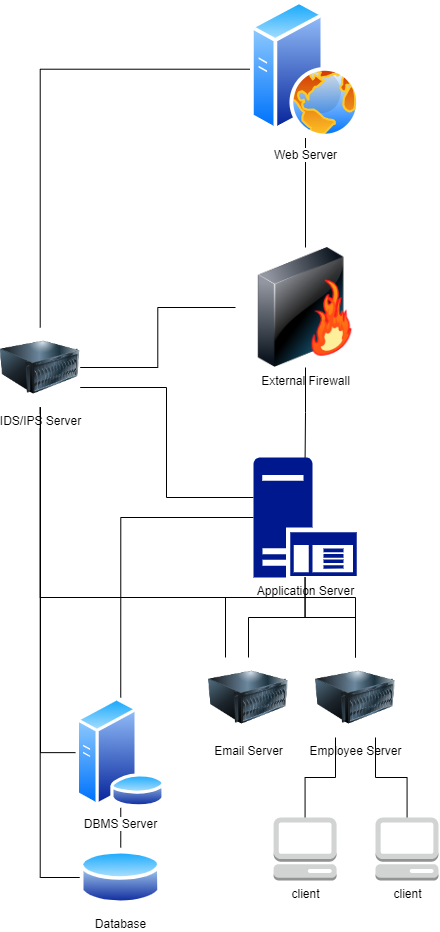 Web Server
External Firewall
IDS/IPS Server
Application Server
Email Server
Employee Server
DBMS Server
client
client
Database